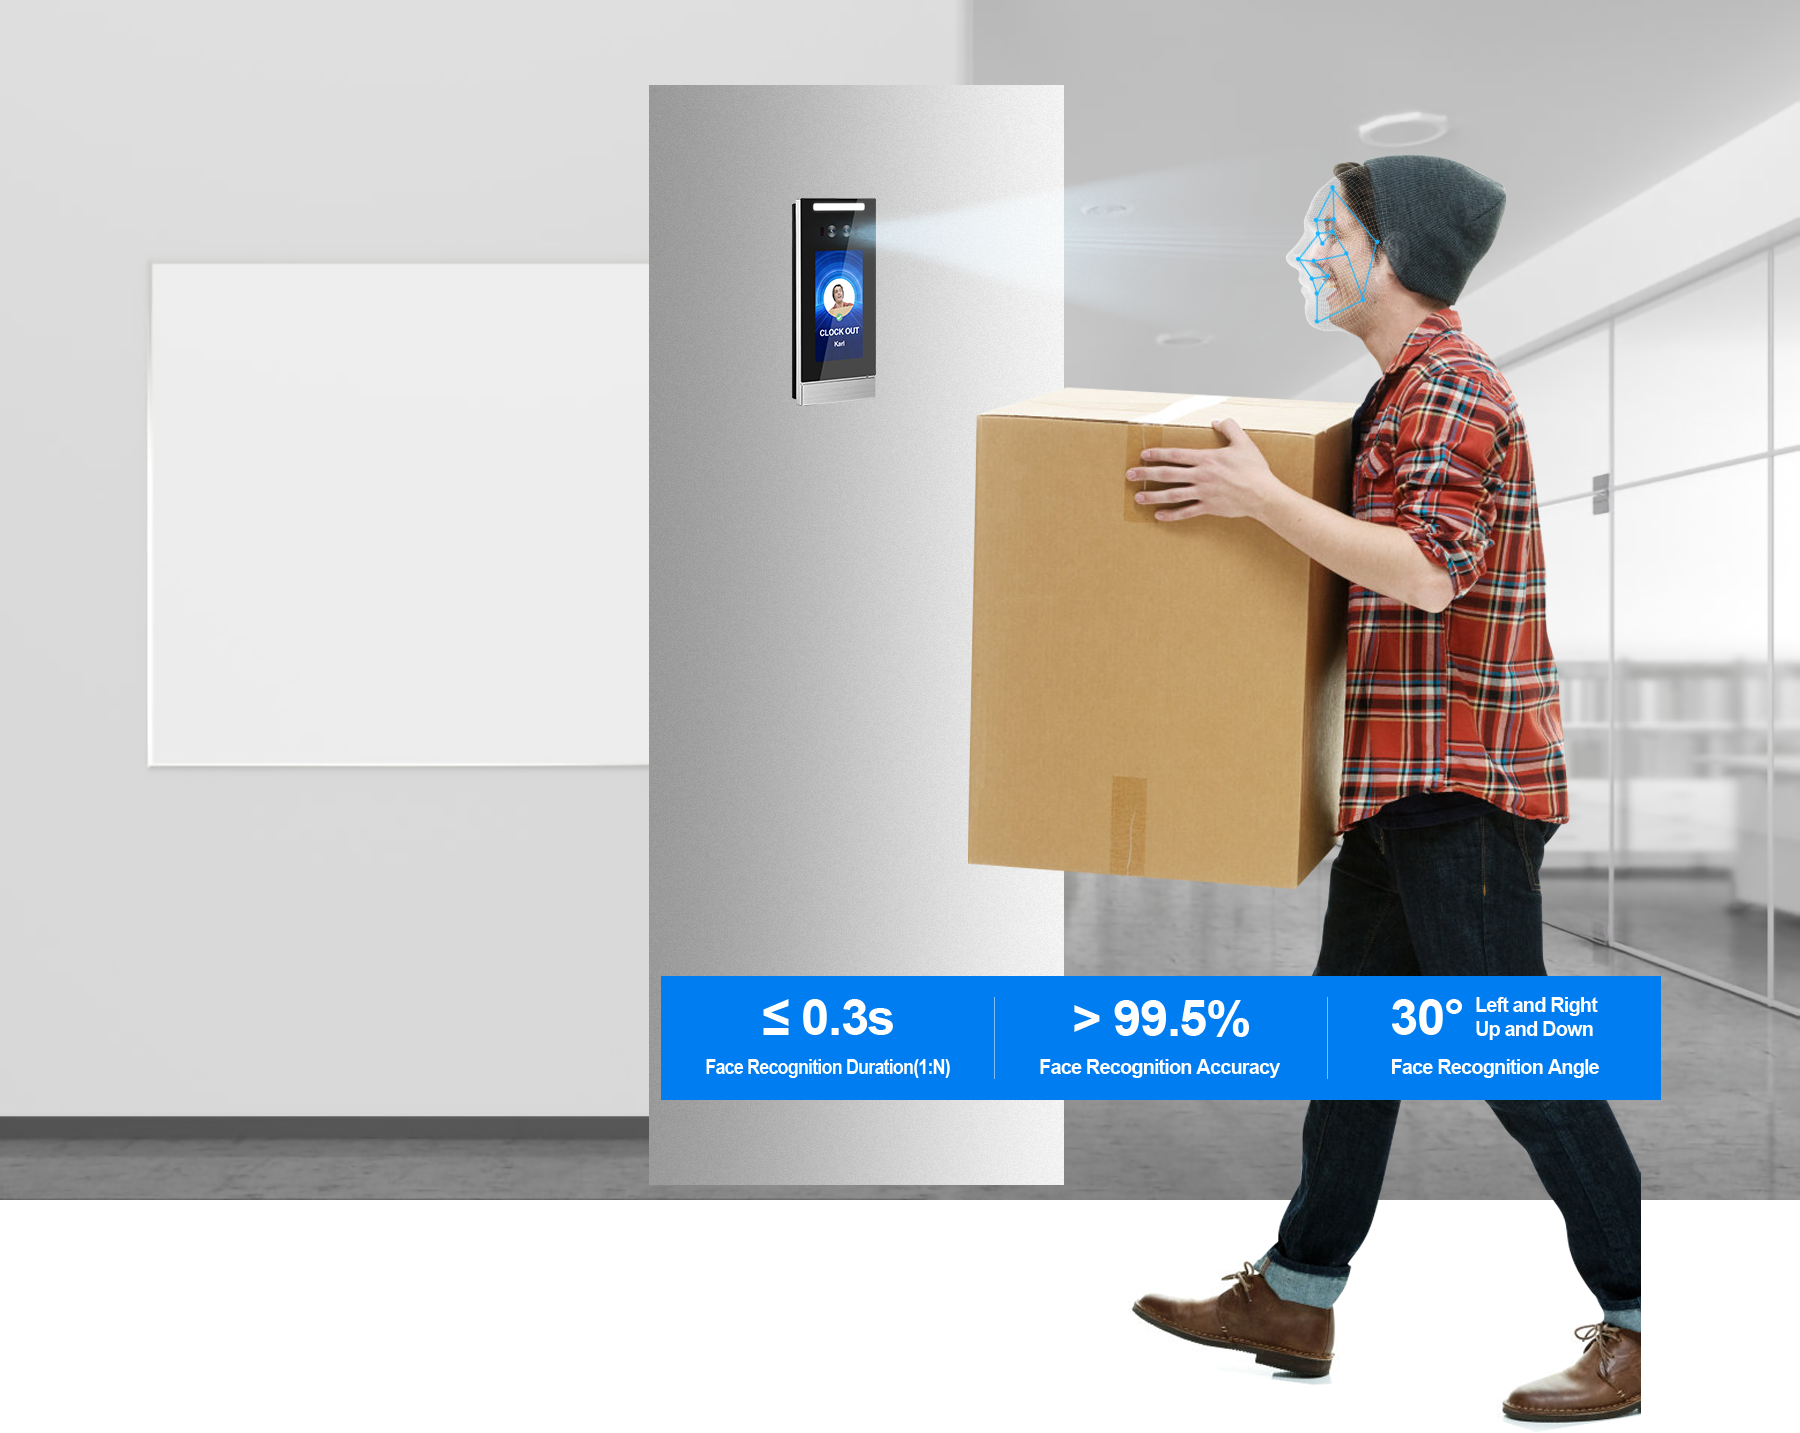 CLOCK OUT
Karl
≤ 0.3s
Face Recognition Duration(1:N)
> 99.5%
Face Recognition Accuracy
30°
Left and Right
Up and Down
Face Recognition Angle